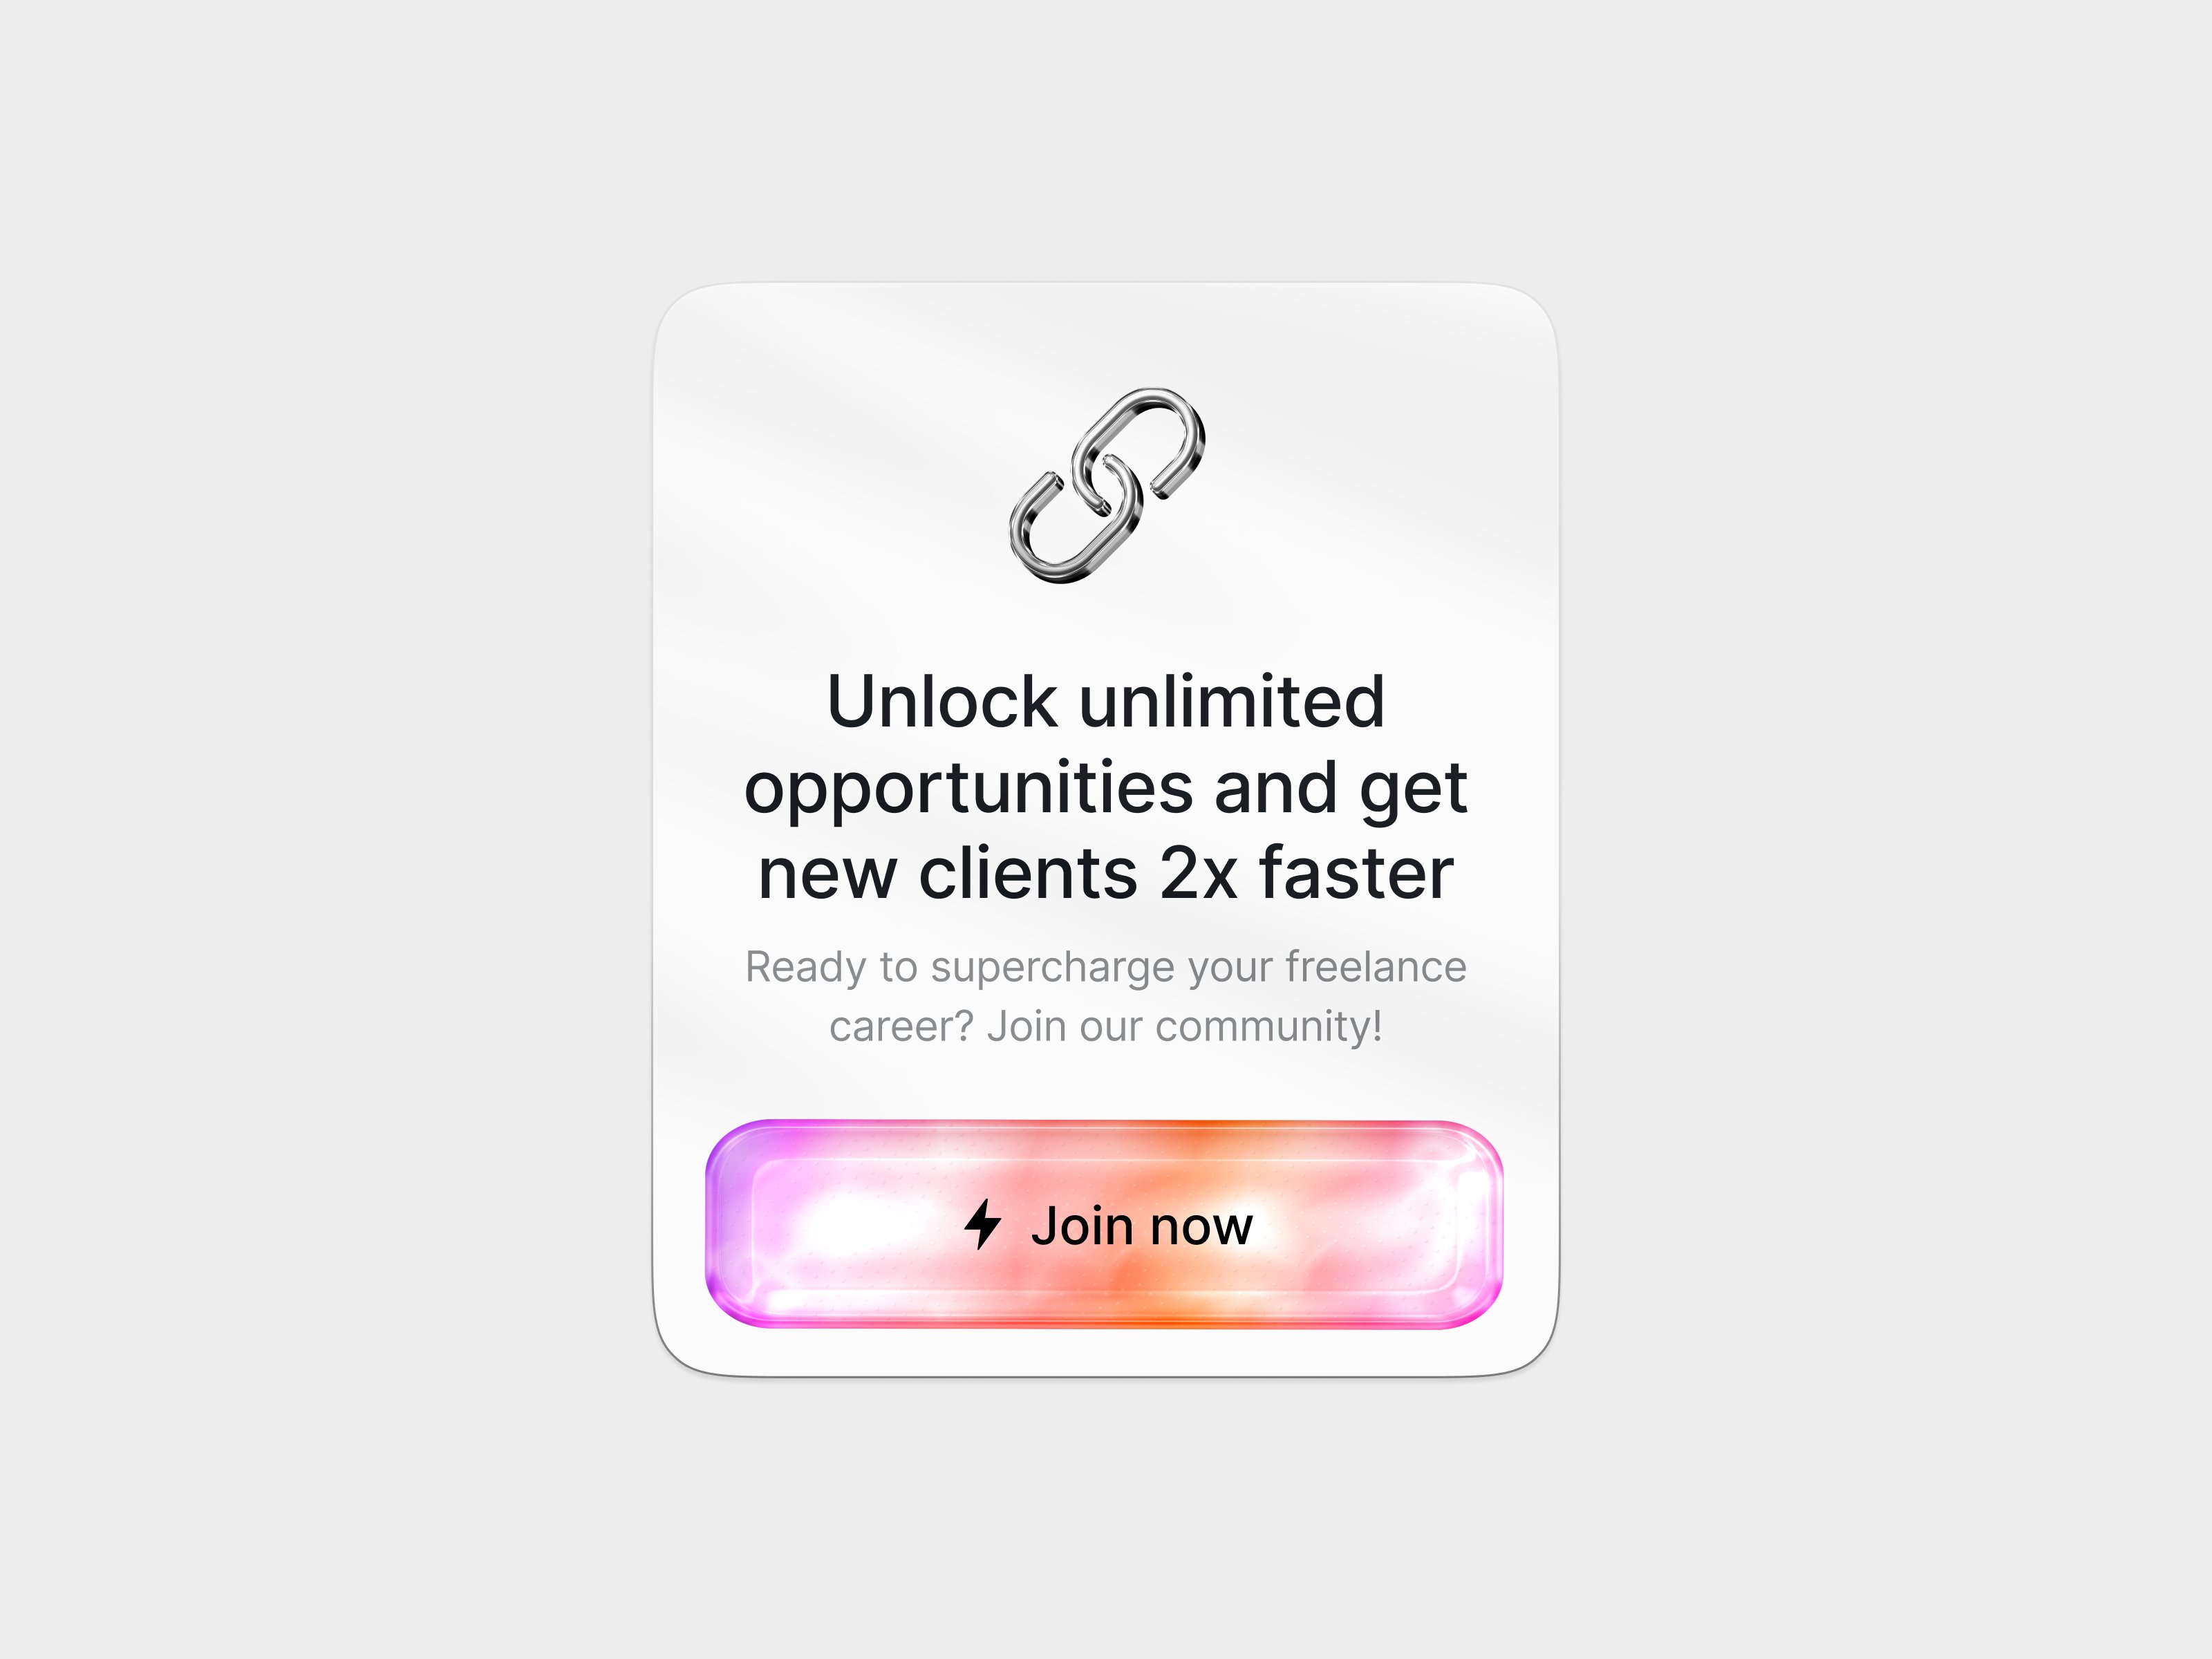 Unlock unlimited
opportunities and get
new clients 2x faster
Ready to supercharge your freelance
career? Join our community!
Join now